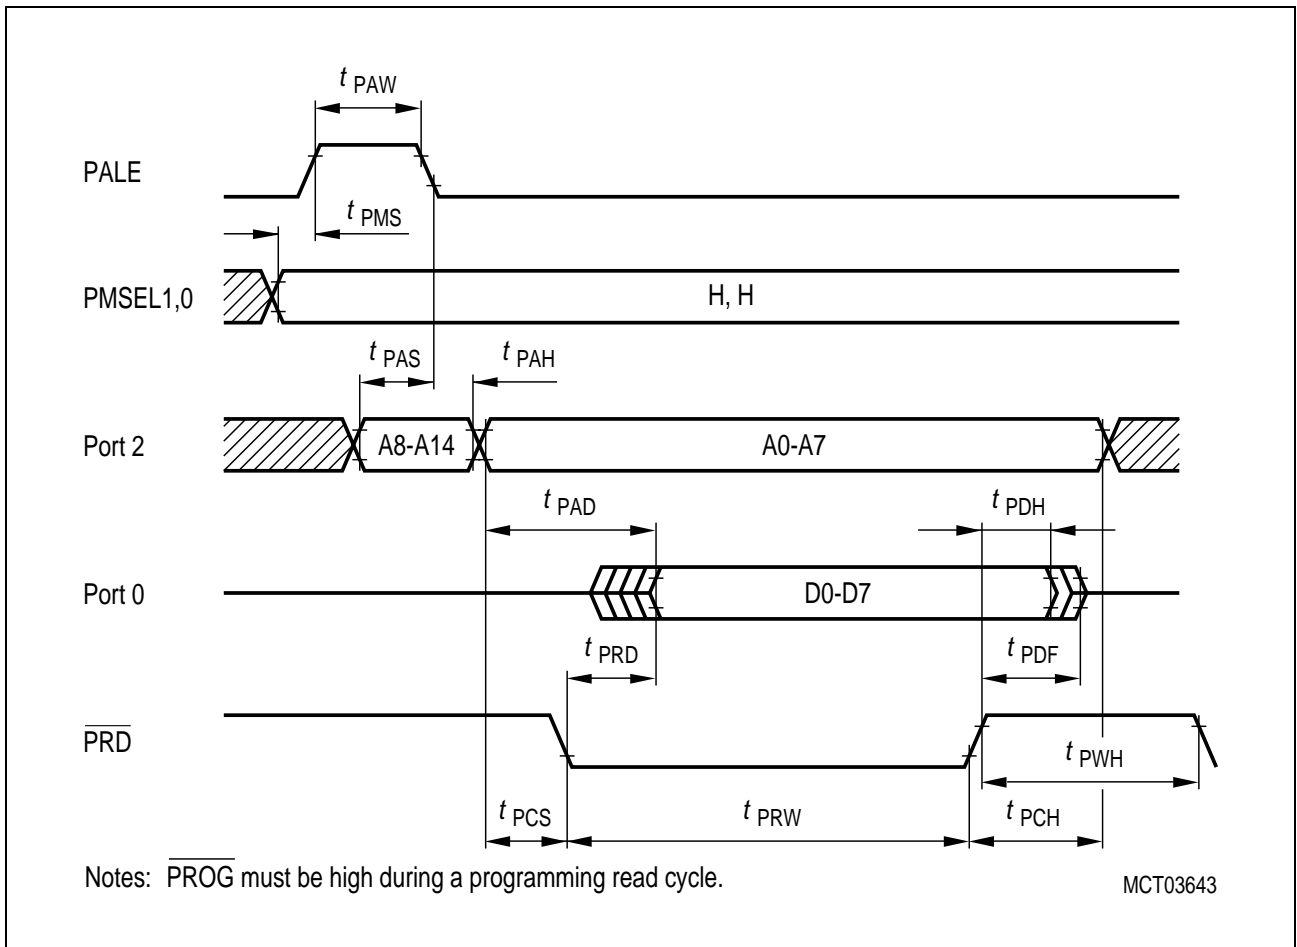 t PAW
PALE
t PMS
PMSEL1,0
H, H
t PAS
t PAH
Port 2
A8-A14
A0-A7
t PAD
t PDH
Port 0
D0-D7
t PRD
t PDF
PRD
t PWH
t PCS
t PRW
t PCH
Notes: PROG must be high during a programming read cycle.
MCT03643